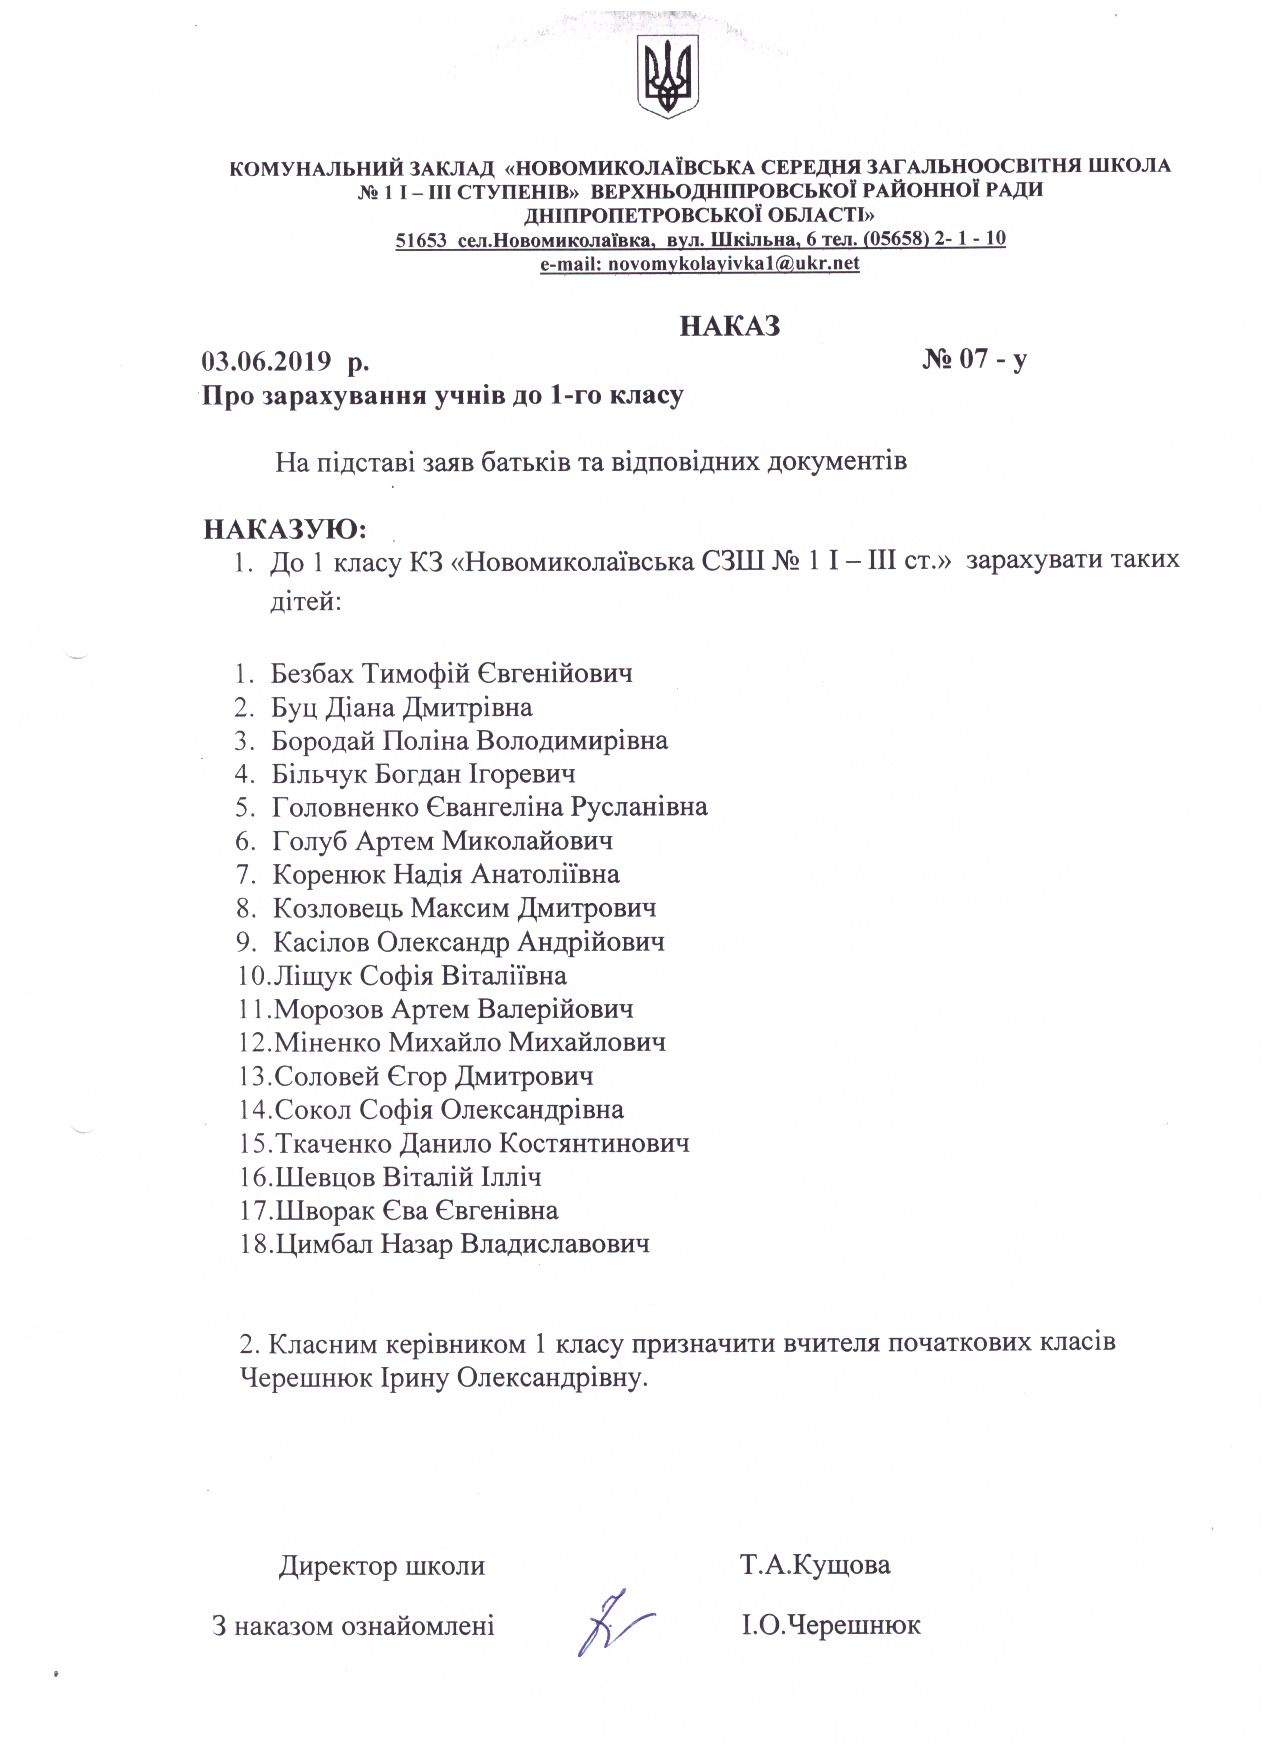 КОМУНАЛЬНИЙ ЗАКЛАД «НОВОМИКОЛАЇВСЬКА СЕРЕДНЯ ЗАГАЛЬНООСВІТНЯ ШКОЛА
№ 1 І – ІІІ СТУПЕНІВ» ВЕРХНЬОДНІПРОВСЬКОЇ РАЙОННОЇ РАДИ
ДНІПРОПЕТРОВСЬКОЇ ОБЛАСТІ»
51653 сел.Новомиколаївка, вул. Шкільна, 6 тел. (05658) 2- 1 - 10
e-mail: novomykolayivka1@ukr.net
НАКАЗ
03.06.2019 р. № 07 - у
Про зарахування учнів до 1-го класу
На підставі заяв батьків та відповідних документів
НАКАЗУЮ:
1. До 1 класу КЗ «Новомиколаївська СЗШ № 1 І – ІІІ ст.» зарахувати таких
дітей:
1. Безбах Тимофій Євгенійович
2. Буц Діана Дмитрівна
3. Бородай Поліна Володимирівна
4. Більчук Богдан Ігоревич
5. Головненко Євангеліна Русланівна
6. Голуб Артем Миколайович
7. Коренюк Надія Анатоліївна
8. Козловець Максим Дмитрович
9. Касілов Олександр Андрійович
10.Ліщук Софія Віталіївна
11.Морозов Артем Валерійович
12.Міненко Михайло Михайлович
13.Соловей Єгор Дмитрович
14.Сокол Софія Олександрівна
15.Ткаченко Данило Костянтинович
16.Шевцов Віталій Ілліч
17.Шворак Єва Євгенівна
18.Цимбал Назар Владиславович
2. Класним керівником 1 класу призначити вчителя початкових класів
Черешнюк Ірину Олександрівну.
Директор школи Т.А.Кущова
З наказом ознайомлені І.О.Черешнюк